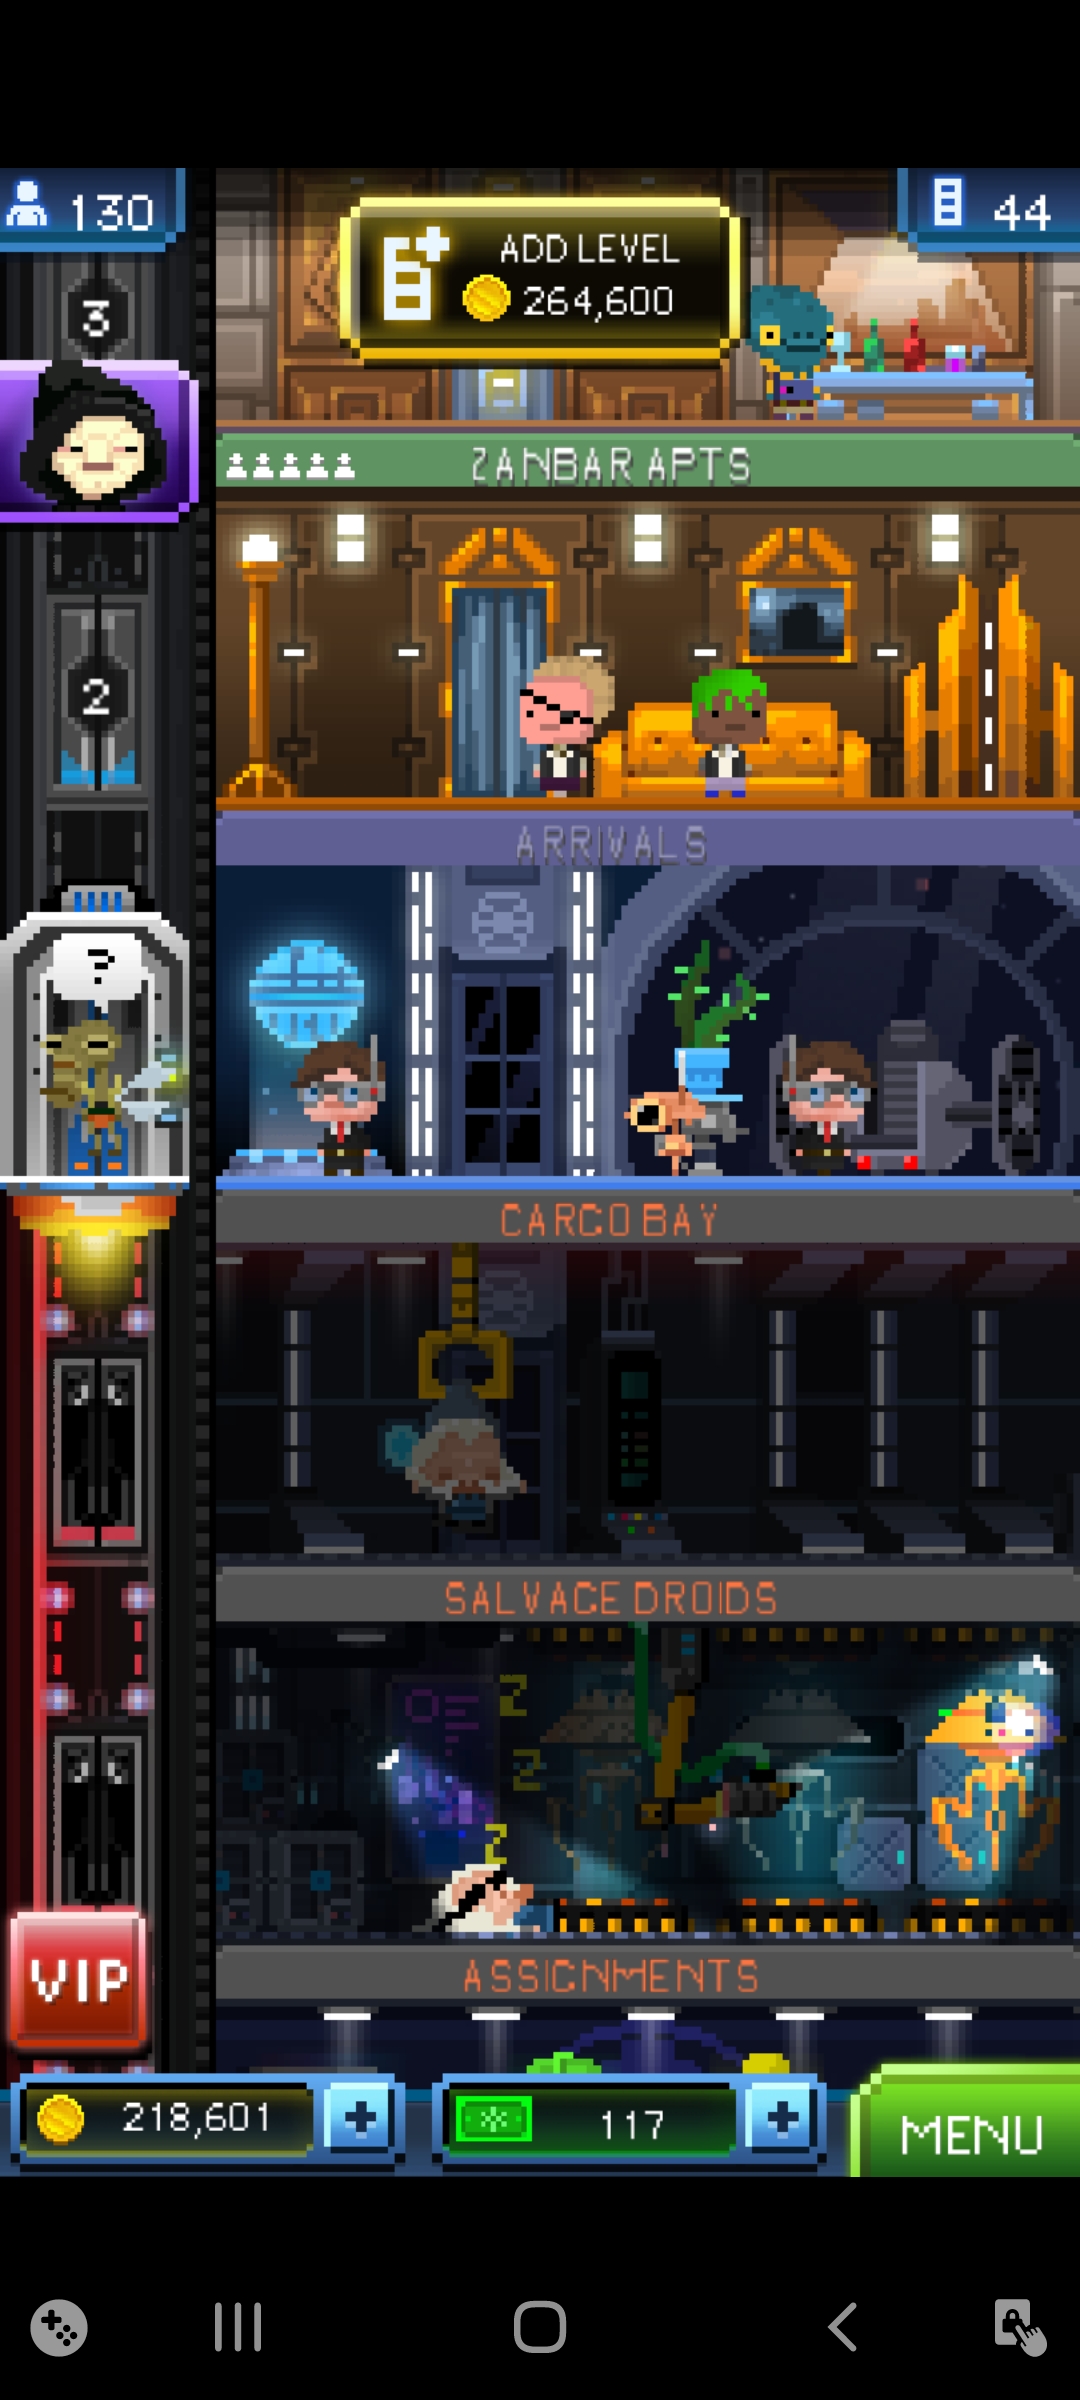 130
44
ADD LEVEL
264,600
3
ZANBAR APTS
2
ARRIVALS
?
CARGO BAY
SALVAGE DROIDS
Z
Z
Z
VIP
ASSIGNMENTS
218,601
+
117
+
MENU